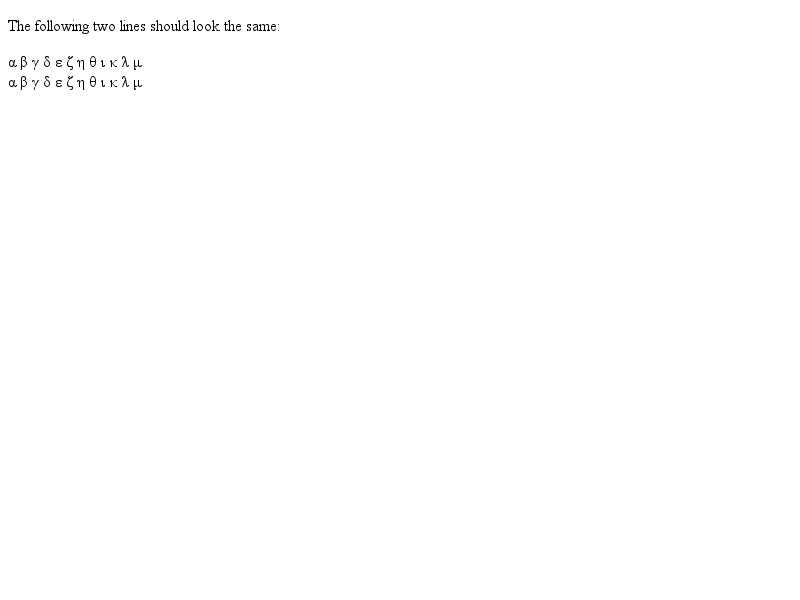 The following two lines should look the same:
α β γ δ ε ζ η θ ι κ λ μ
α β γ δ ε ζ η θ ι κ λ μ